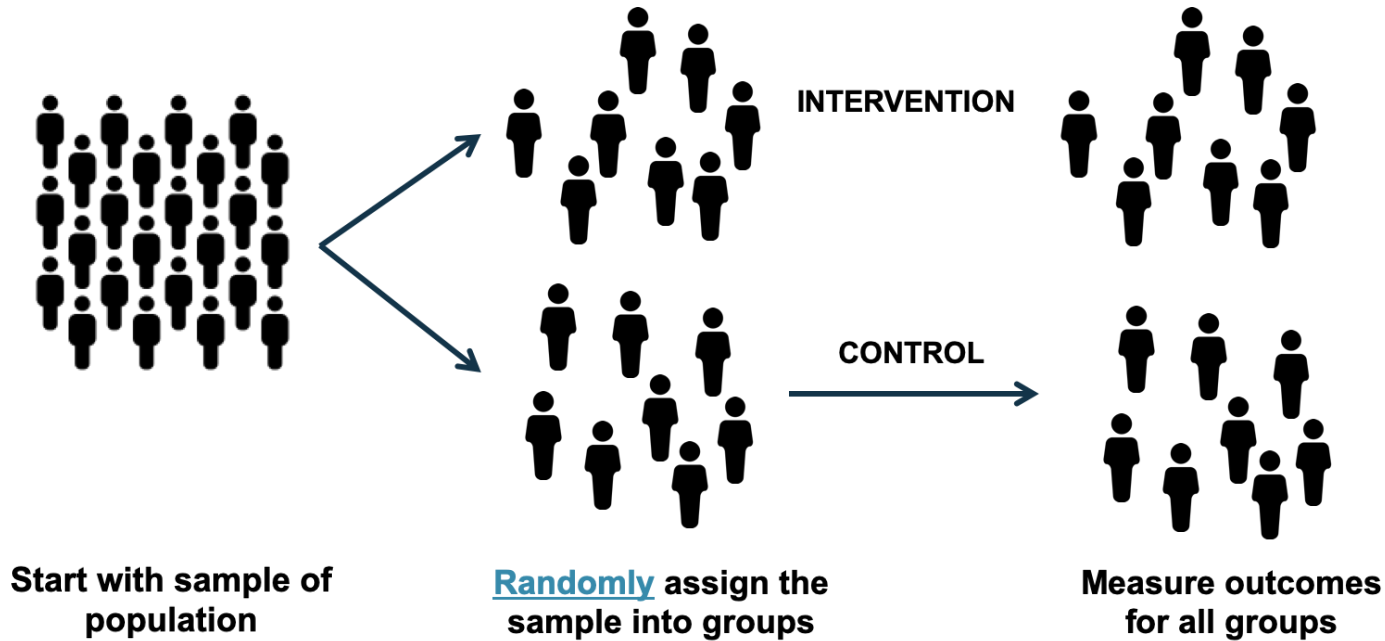 INTERVENTION
CONTROL
Start with sample of
population
Randomly assign the
sample into groups
Measure outcomes
for all groups